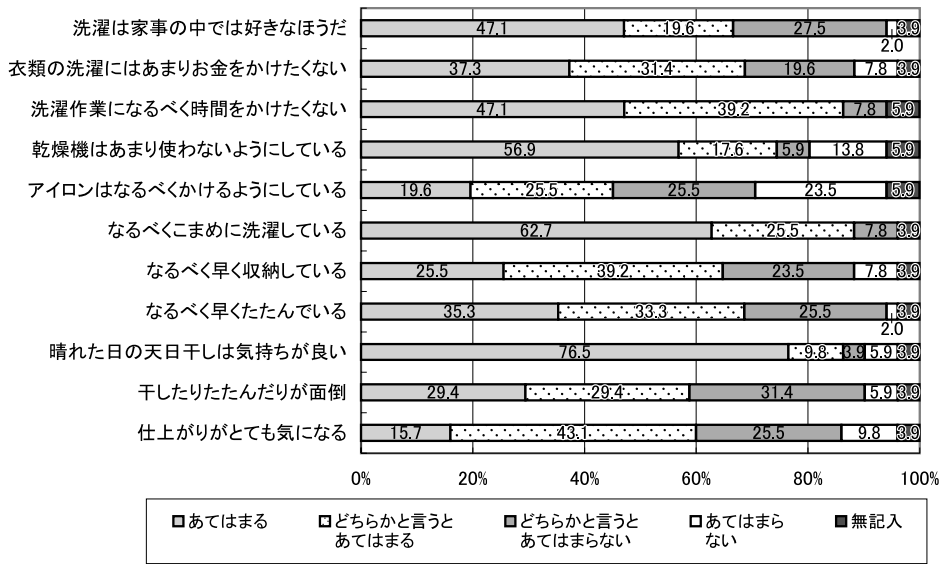 洗濯は家事の中では好きなほうだ 47.1 19.6 27.5 2.0 3.9
衣類の洗濯にはあまりお金をかけたくない 37.3 31.4 19.6 7.8 3.9
洗濯作業になるべく時間をかけたくない 47.1 39.2 7.8 5.9
乾燥機はあまり使わないようにしている 56.9 17.6 5.9 13.8 5.9
アイロンはなるべくかけるようにしている 19.6 25.5 25.5 23.5 5.9
なるべくこまめに洗濯している 62.7 25.5 7.8 3.9
なるべく早く収納している 25.5 39.2 23.5 7.8 3.9
なるべく早くたたんでいる 35.3 33.3 25.5 2.0 3.9
晴れた日の天日干しは気持ちが良い 76.5 9.8 3.9 5.9 3.9
干したりたたんだりが面倒 29.4 29.4 31.4 5.9 3.9
仕上がりがとても気になる 15.7 43.1 25.5 9.8 3.9
0% 20% 40% 60% 80% 100%
あてはまる どちらかと言うと どちらかと言うと あてはまら 無記入
あてはまる あてはまらない ない